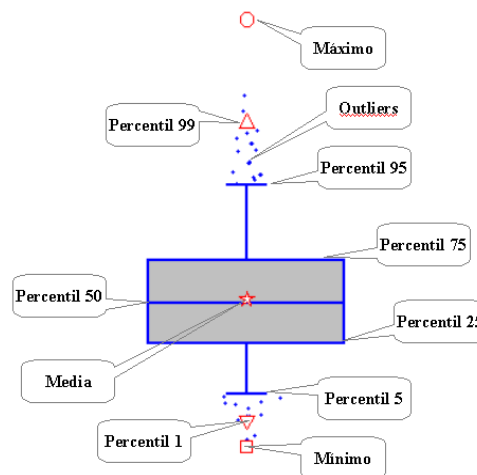 Máximo
Outliers
Percentil 99
Percentil 95
Percentil 75
Percentil 50
Percentil 25
Media
Percentil 5
Percentil 1
Mínimo